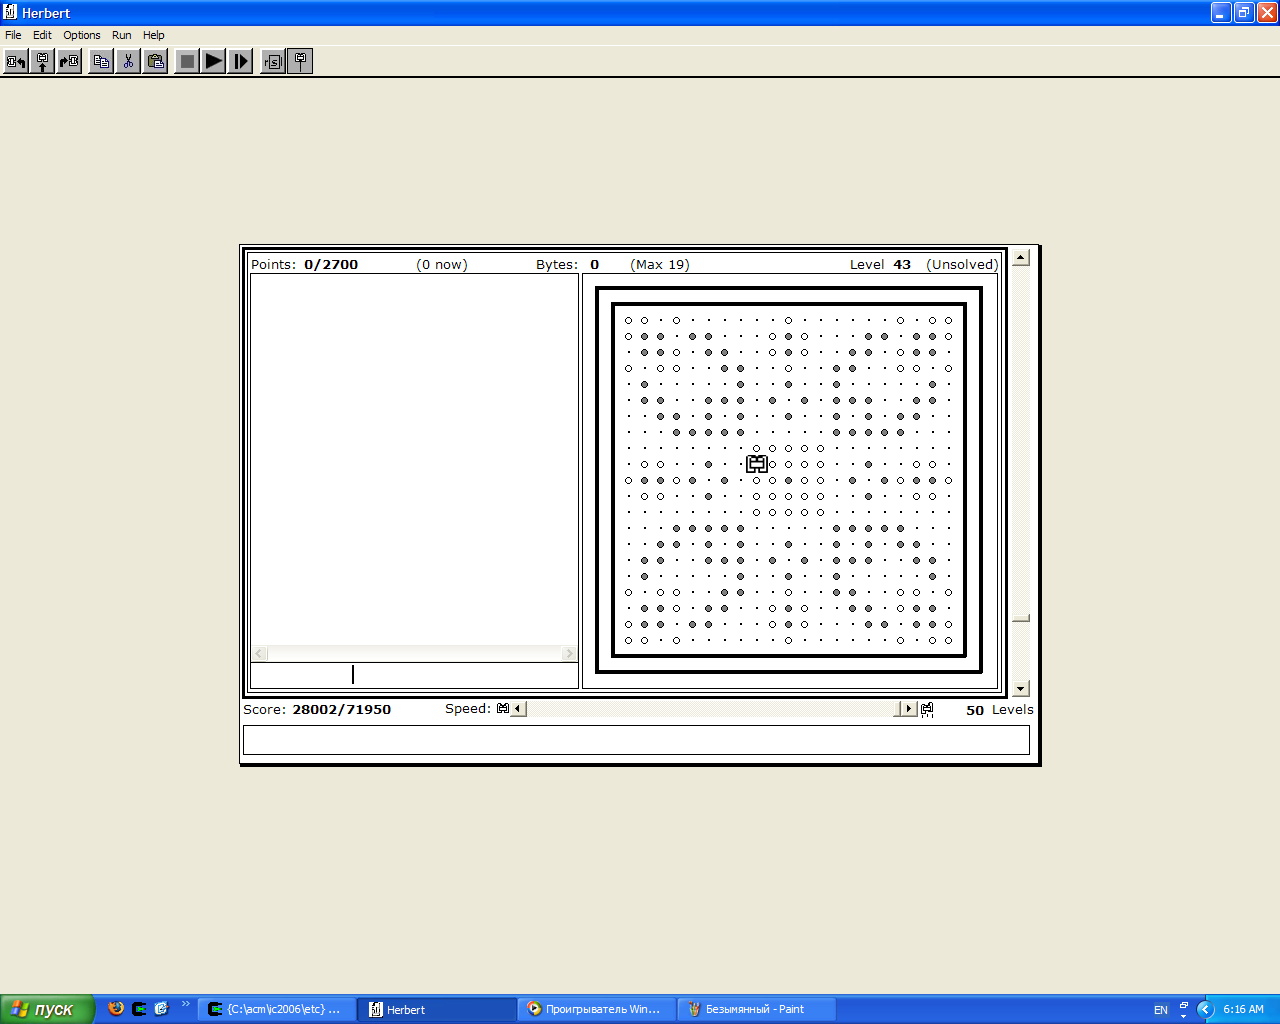 Herbert
File Edit Options Run Help
r s l
Points: 0/2700 (0 now) Bytes: 0 (Max 19) Level 43 (Unsolved)
Score: 28002/71950 Speed: 50 Levels
пуск {C:\acm\ic2006\etc} ... Herbert Проигрыватель Win... Безымянный - Paint EN 6:16 AM